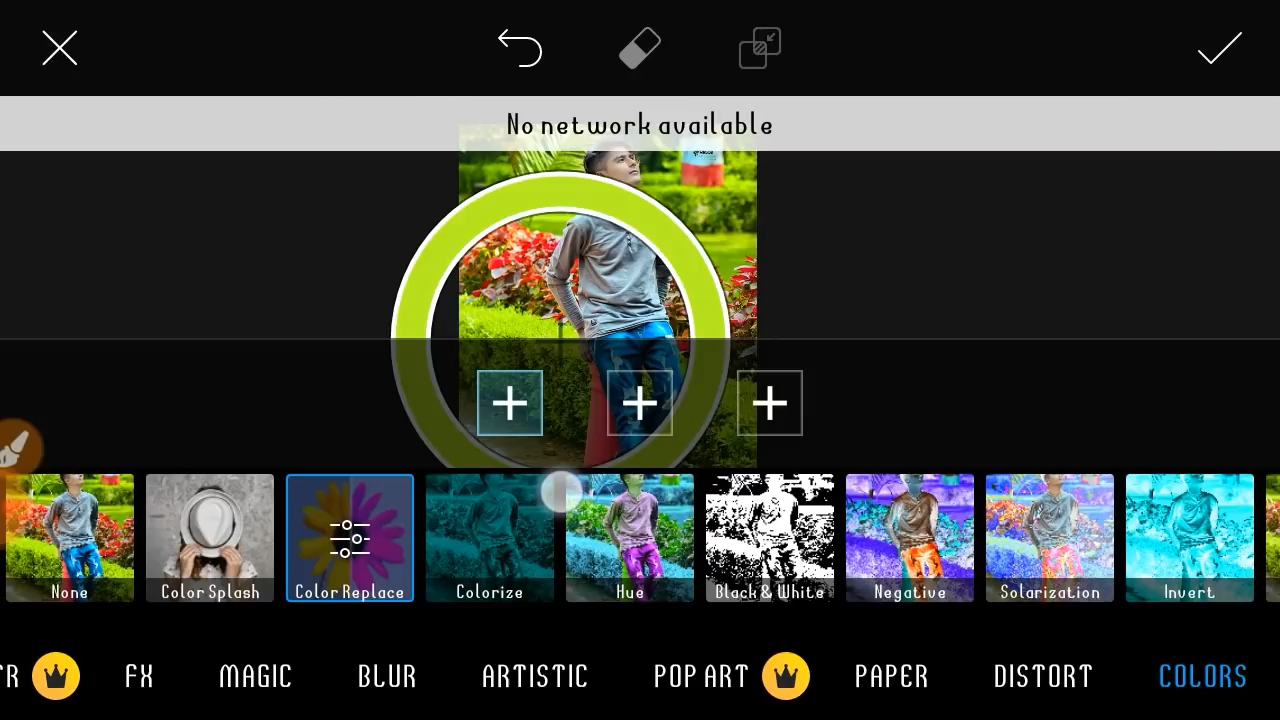 No network available
None
Color Splash
Color Replace
Colorize
Hue
Black & White
Negative
Solarization
Invert
TR
FX
MAGIC
BLUR
ARTISTIC
POP ART
PAPER
DISTORT
COLORS